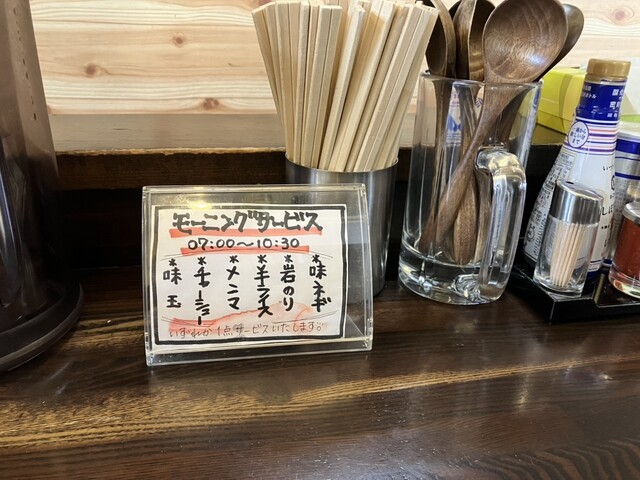 モーニングサービス
07:00〜10:30
*味ネギ
*岩のり
*半ライス
*メンマ
*チャーシュー
*味玉
いずれか1点サービスいたします。